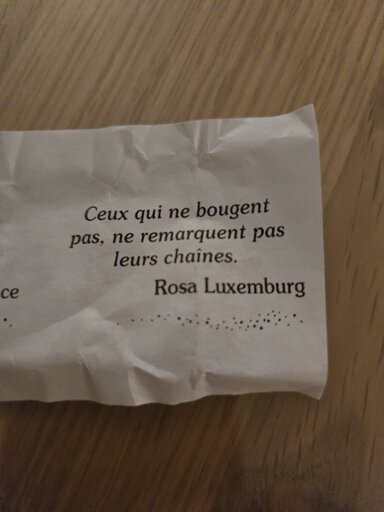 Ceux qui ne bougent
pas, ne remarquent pas
leurs chaînes.
Rosa Luxemburg
ce